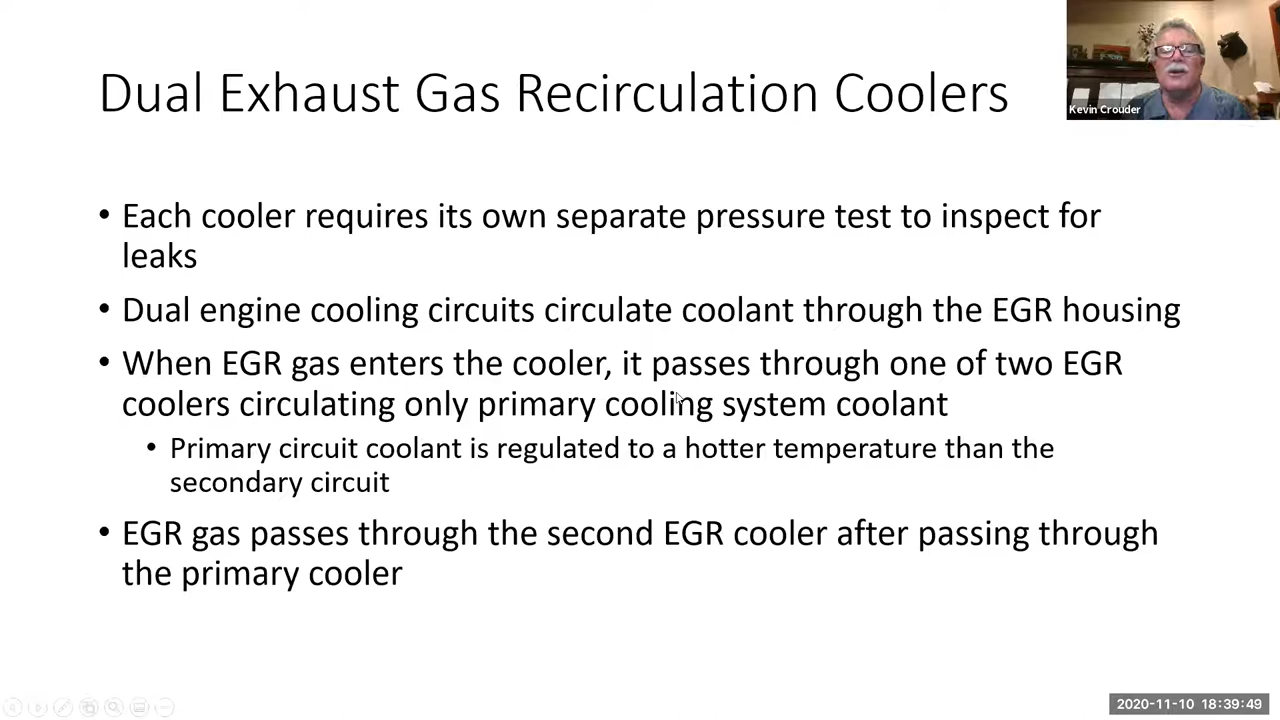 Dual Exhaust Gas Recirculation Coolers
Kevin Crouder
• Each cooler requires its own separate pressure test to inspect for
leaks
• Dual engine cooling circuits circulate coolant through the EGR housing
• When EGR gas enters the cooler, it passes through one of two EGR
coolers circulating only primary cooling system coolant
• Primary circuit coolant is regulated to a hotter temperature than the
secondary circuit
• EGR gas passes through the second EGR cooler after passing through
the primary cooler
2020-11-10 18:39:49